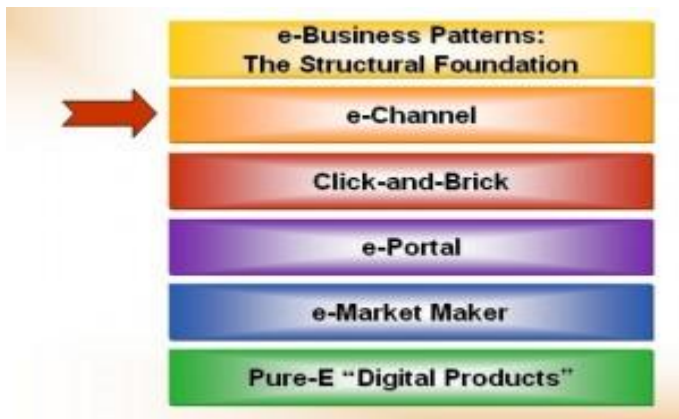 e-Business Patterns:
The Structural Foundation
e-Channel
Click-and-Brick
e-Portal
e-Market Maker
Pure-E “Digital Products”